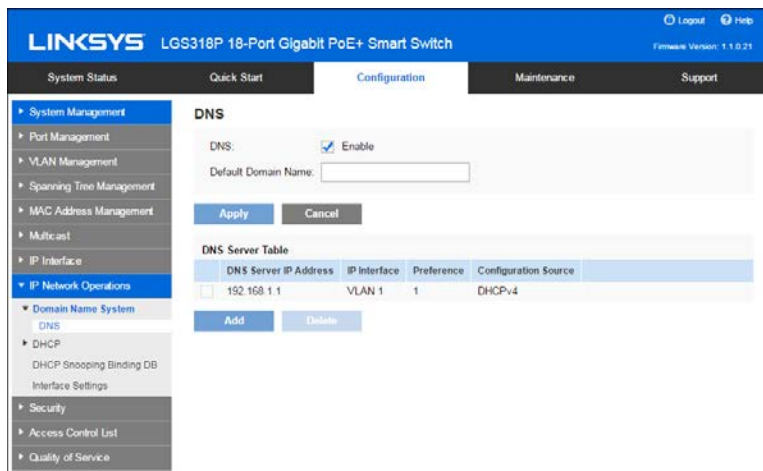 Logout Help
LINKSYS LGS318P 18-Port Gigabit PoE+ Smart Switch
Firmware Version: 1.1.0.21
System Status Quick Start Configuration Maintenance Support
System Management
Port Management
VLAN Management
Spanning Tree Management
MAC Address Management
Multicast
IP Interface
IP Network Operations
Domain Name System
DNS
DHCP
DHCP Snooping Binding DB
Interface Settings
Security
Access Control List
Quality of Service
DNS
DNS: Enable
Default Domain Name:
Apply Cancel
DNS Server Table
DNS Server IP Address IP Interface Preference Configuration Source
192.168.1.1 VLAN 1 1 DHCPv4
Add Delete